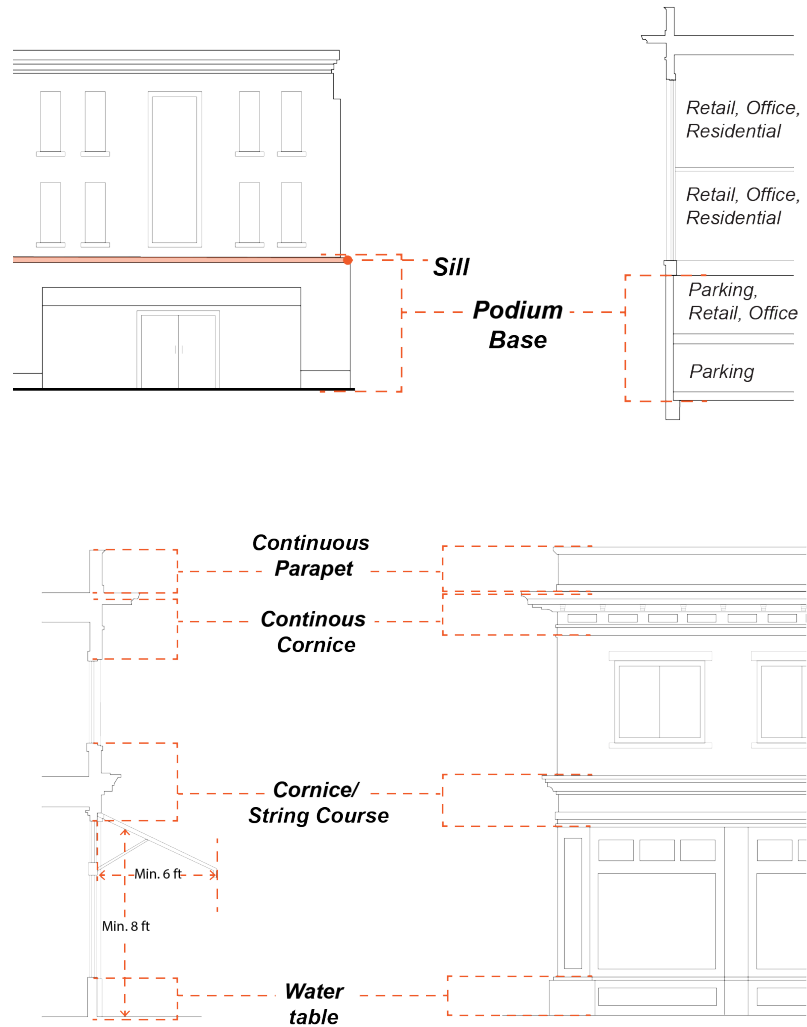 Retail, Office,
Residential
Retail, Office,
Residential
Sill
Parking,
Retail, Office
Podium
Base
Parking
Continuous
Parapet
Continous
Cornice
Cornice/
String Course
Min. 6 ft
Min. 8 ft
Water
table